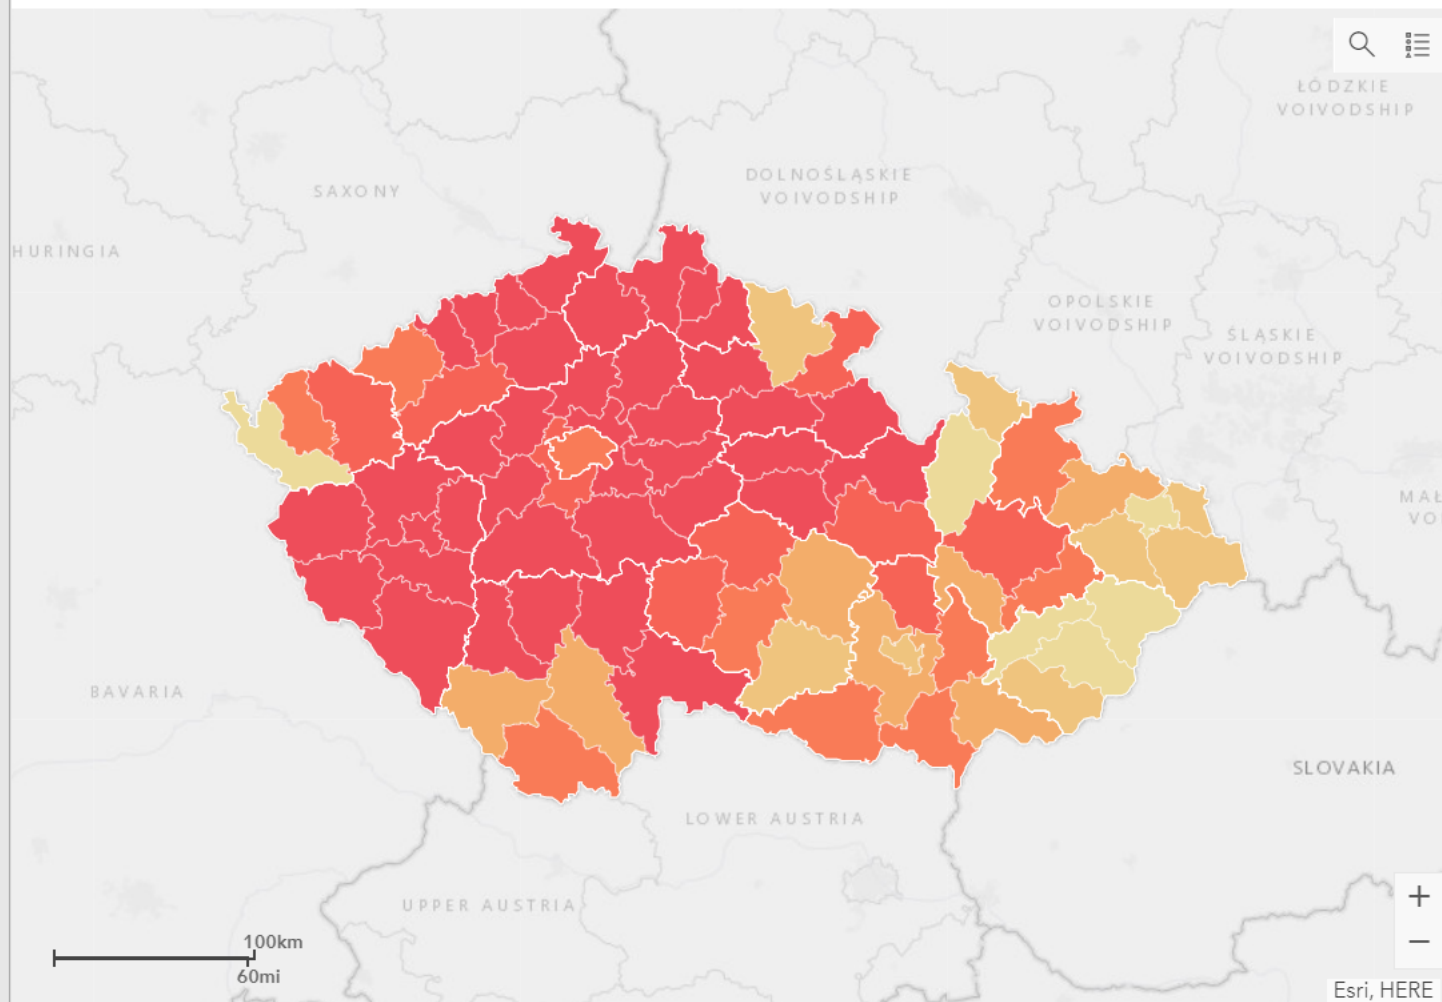 ŁÓDZKIE
VOIVODSHIP
DOLNOŚLĄSKIE
VOIVODSHIP
SAXONY
HURINGIA
OPOLSKIE
VOIVODSHIP
ŚLĄSKIE
VOIVODSHIP
MAŁ
VO
BAVARIA
SLOVAKIA
LOWER AUSTRIA
UPPER AUSTRIA
100km
60mi
+
−
Esri, HERE